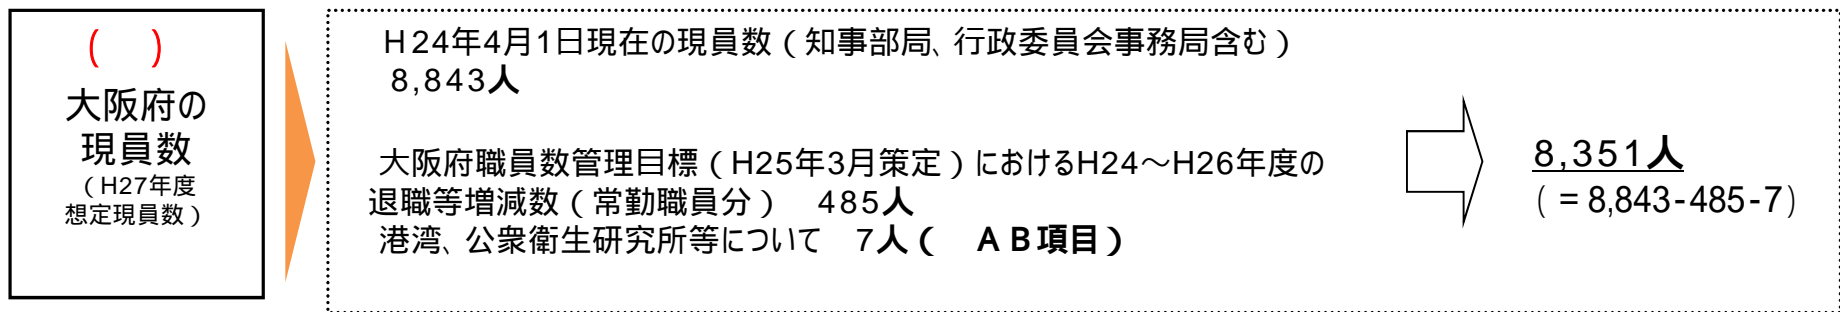 (　)
大阪府の
現員数
(H27年度
想定現員数)
H24年4月1日現在の現員数(知事部局、行政委員会事務局含む)
8,843人
大阪府職員数管理目標(H25年3月策定)におけるH24～H26年度の
退職等増減数(常勤職員分)　485人
港湾、公衆衛生研究所等について　7人(　AB項目)
8,351人
(=8,843-485-7)